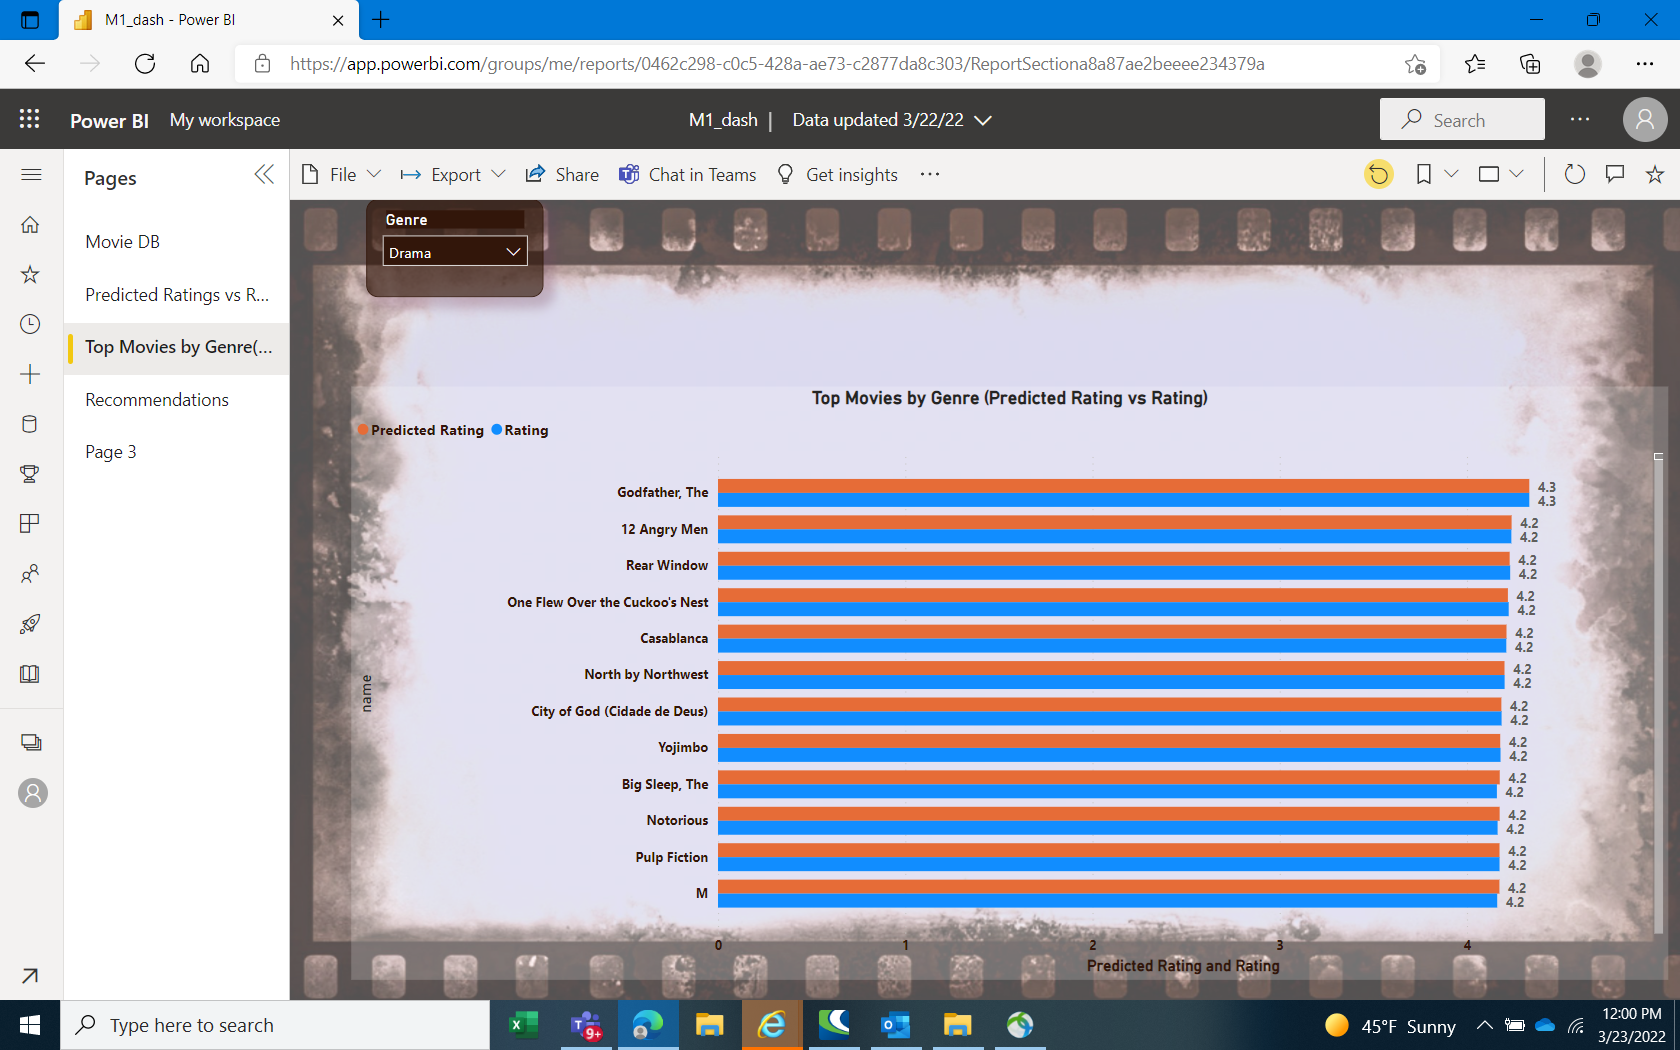 M1_dash - Power BI
https://app.powerbi.com/groups/me/reports/0462c298-c0c5-428a-ae73-c2877da8c303/ReportSectiona8a87ae2beeee234379a
Power BI My workspace M1_dash | Data updated 3/22/22 Search
Pages
File Export Share Chat in Teams Get insights
Movie DB
Predicted Ratings vs R...
Top Movies by Genre(...
Recommendations
Page 3
Genre
Drama
Top Movies by Genre (Predicted Rating vs Rating)
Predicted Rating Rating
name
Godfather, The 4.3 4.3
12 Angry Men 4.2 4.2
Rear Window 4.2 4.2
One Flew Over the Cuckoo's Nest 4.2 4.2
Casablanca 4.2 4.2
North by Northwest 4.2 4.2
City of God (Cidade de Deus) 4.2 4.2
Yojimbo 4.2 4.2
Big Sleep, The 4.2 4.2
Notorious 4.2 4.2
Pulp Fiction 4.2 4.2
M 4.2 4.2
0 1 2 3 4
Predicted Rating and Rating
Type here to search
9+
45°F Sunny
12:00 PM
3/23/2022